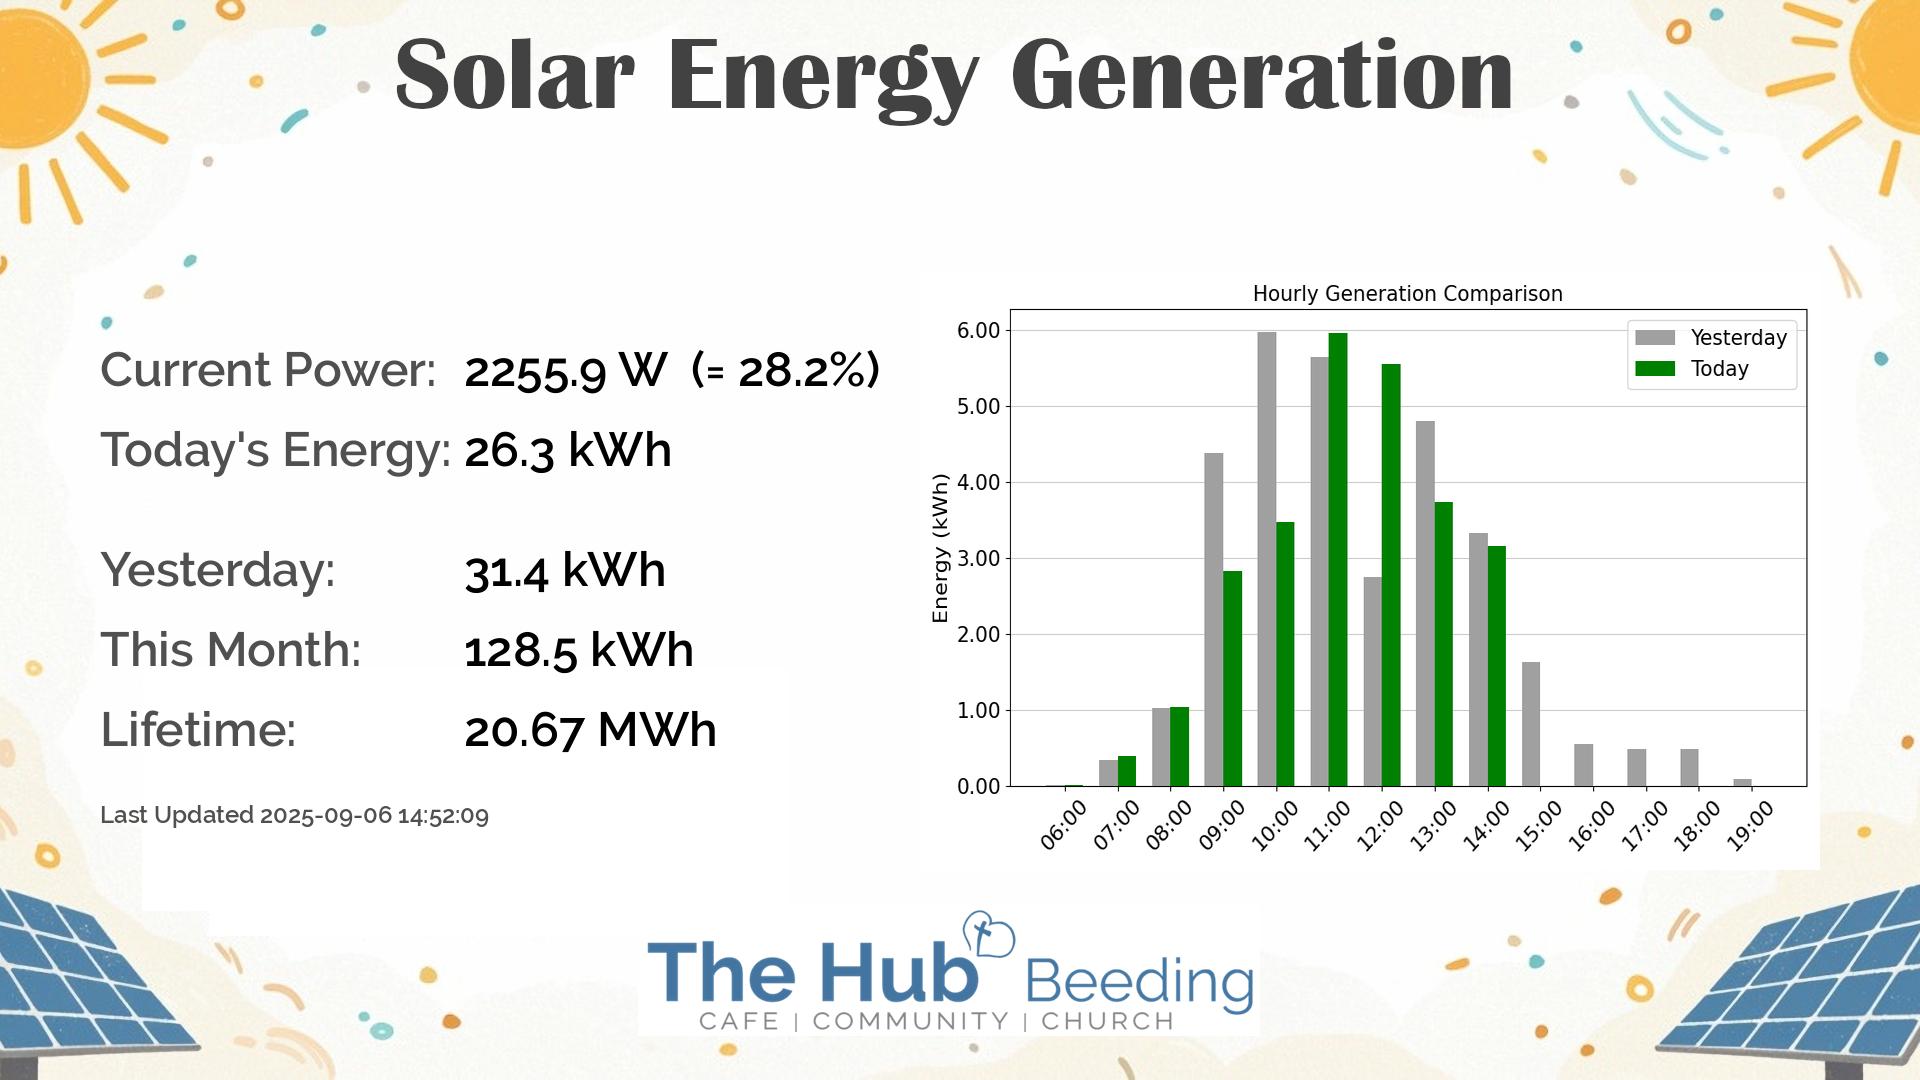 Solar Energy Generation
Current Power: 2255.9 W (= 28.2%)
Today's Energy: 26.3 kWh
Yesterday: 31.4 kWh
This Month: 128.5 kWh
Lifetime: 20.67 MWh
Last Updated 2025-09-06 14:52:09
Hourly Generation Comparison
Yesterday
Today
Energy (kWh)
6.00
5.00
4.00
3.00
2.00
1.00
0.00
06:00 07:00 08:00 09:00 10:00 11:00 12:00 13:00 14:00 15:00 16:00 17:00 18:00 19:00
The Hub Beeding
CAFE | COMMUNITY | CHURCH